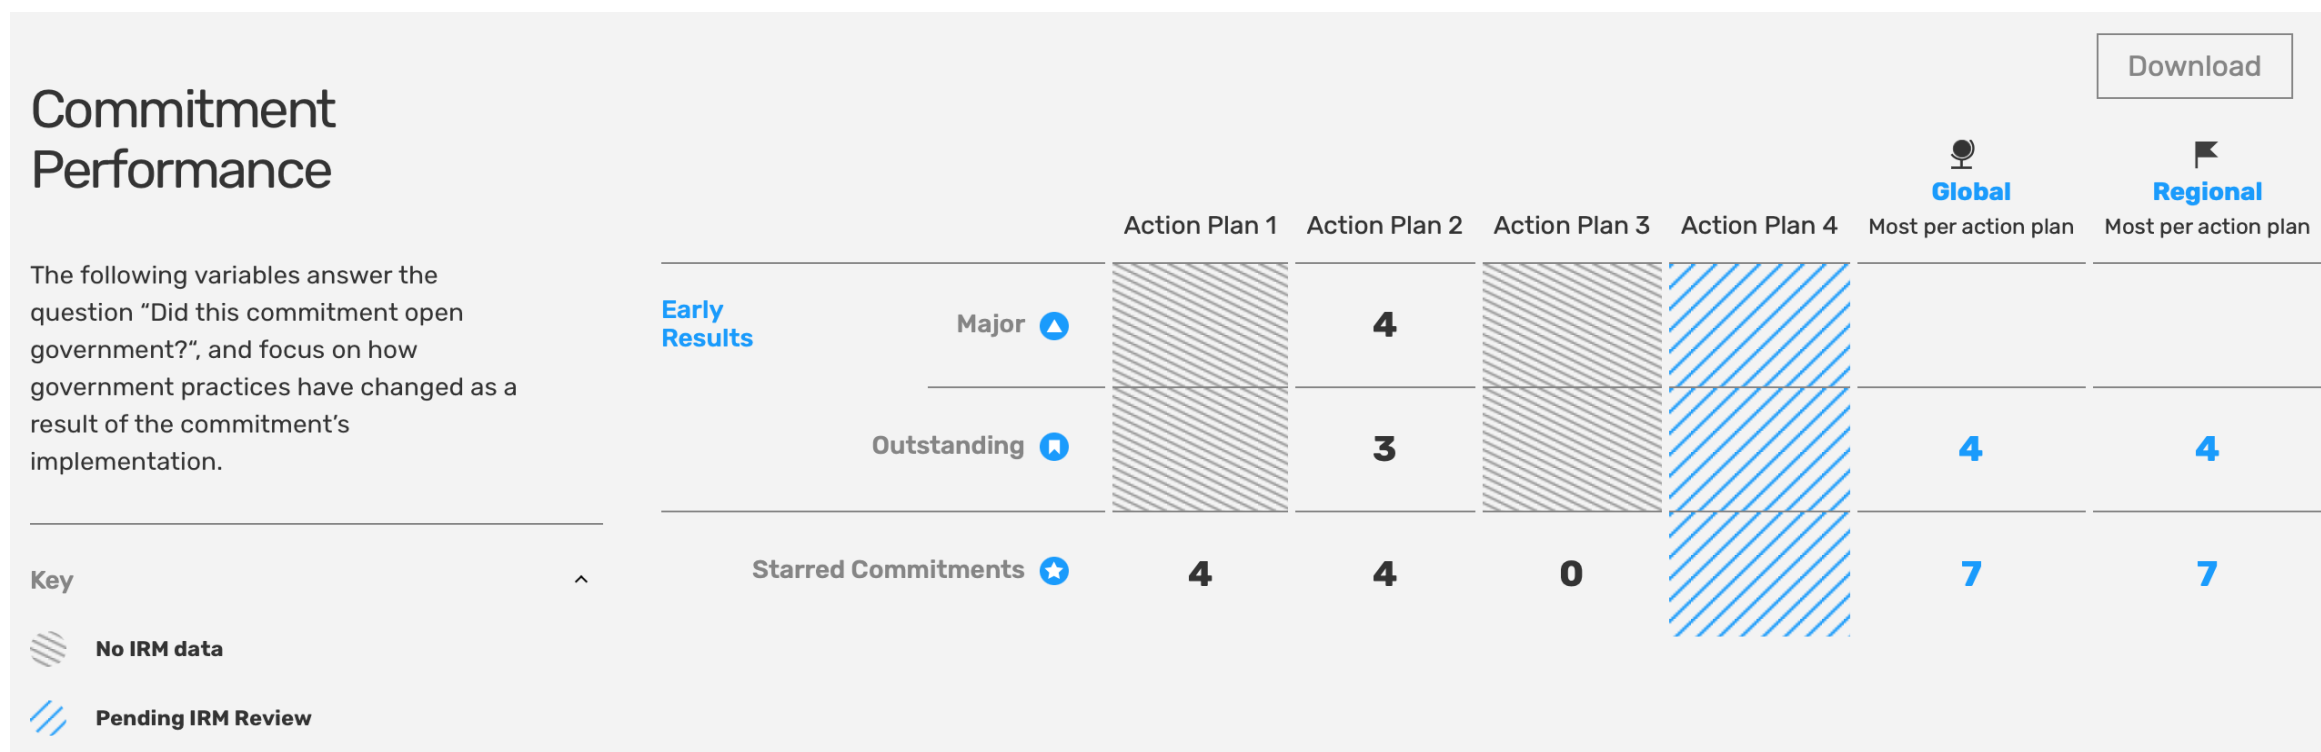 Download
Commitment
Performance
The following variables answer the
question “Did this commitment open
government?“, and focus on how
government practices have changed as a
result of the commitment’s
implementation.
Key
No IRM data
Pending IRM Review
Global
Regional
Action Plan 1 Action Plan 2 Action Plan 3 Action Plan 4 Most per action plan Most per action plan
Early
Results
Major 4
Outstanding 3 4 4
Starred Commitments 4 4 0 7 7